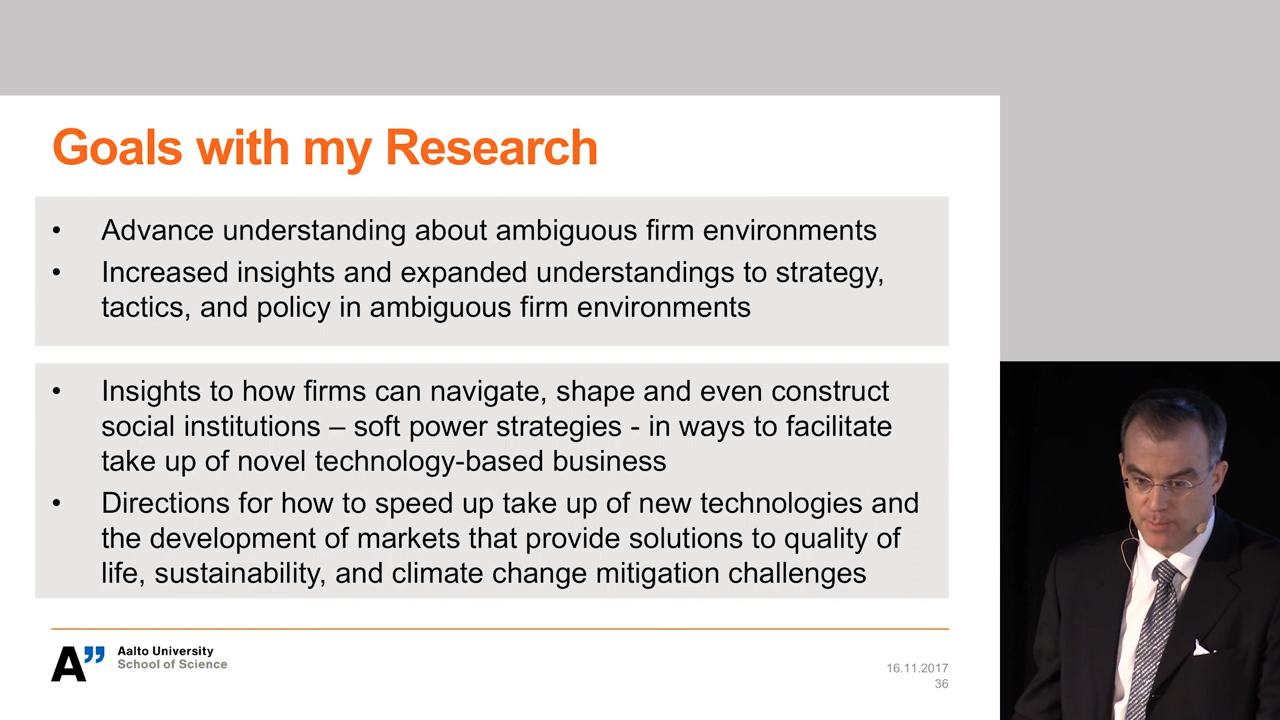 Goals with my Research
• Advance understanding about ambiguous firm environments
• Increased insights and expanded understandings to strategy,
tactics, and policy in ambiguous firm environments
• Insights to how firms can navigate, shape and even construct
social institutions – soft power strategies - in ways to facilitate
take up of novel technology-based business
• Directions for how to speed up take up of new technologies and
the development of markets that provide solutions to quality of
life, sustainability, and climate change mitigation challenges
A”
Aalto University
School of Science
16.11.2017
36